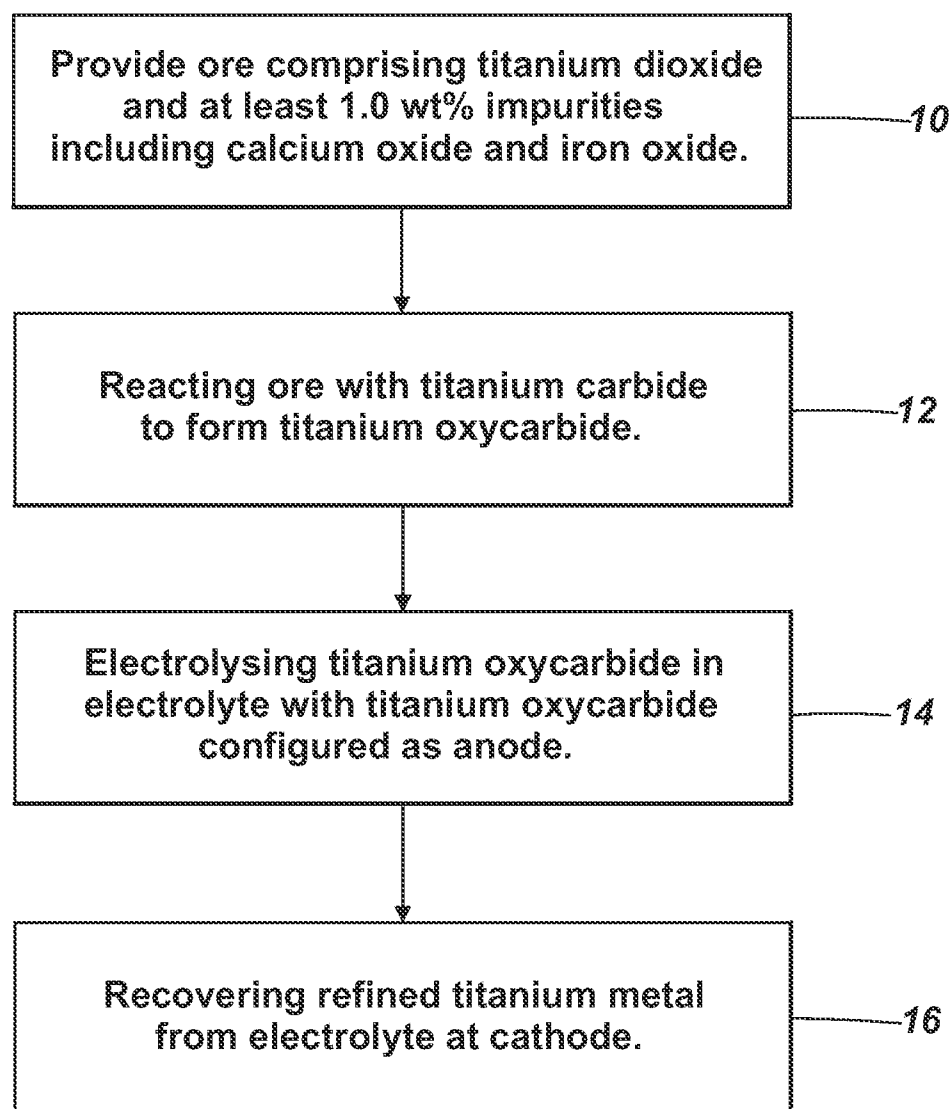 Provide ore comprising titanium dioxide
and at least 1.0 wt% impurities
including calcium oxide and iron oxide.
10
Reacting ore with titanium carbide
to form titanium oxycarbide.
12
Electrolysing titanium oxycarbide in
electrolyte with titanium oxycarbide
configured as anode.
14
Recovering refined titanium metal
from electrolyte at cathode.
16